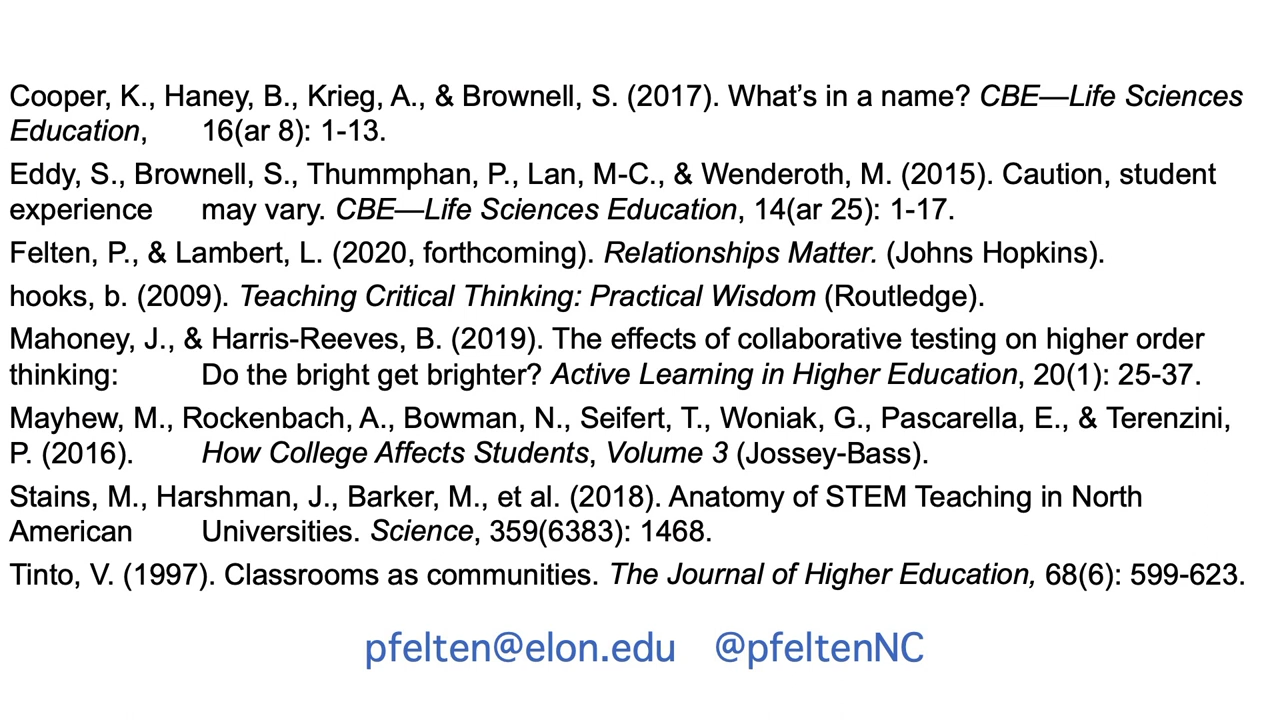 Cooper, K., Haney, B., Krieg, A., & Brownell, S. (2017). What’s in a name? CBE—Life Sciences
Education, 16(ar 8): 1-13.
Eddy, S., Brownell, S., Thummphan, P., Lan, M-C., & Wenderoth, M. (2015). Caution, student
experience may vary. CBE—Life Sciences Education, 14(ar 25): 1-17.
Felten, P., & Lambert, L. (2020, forthcoming). Relationships Matter. (Johns Hopkins).
hooks, b. (2009). Teaching Critical Thinking: Practical Wisdom (Routledge).
Mahoney, J., & Harris-Reeves, B. (2019). The effects of collaborative testing on higher order
thinking: Do the bright get brighter? Active Learning in Higher Education, 20(1): 25-37.
Mayhew, M., Rockenbach, A., Bowman, N., Seifert, T., Woniak, G., Pascarella, E., & Terenzini,
P. (2016). How College Affects Students, Volume 3 (Jossey-Bass).
Stains, M., Harshman, J., Barker, M., et al. (2018). Anatomy of STEM Teaching in North
American Universities. Science, 359(6383): 1468.
Tinto, V. (1997). Classrooms as communities. The Journal of Higher Education, 68(6): 599-623.
pfelten@elon.edu @pfeltenNC